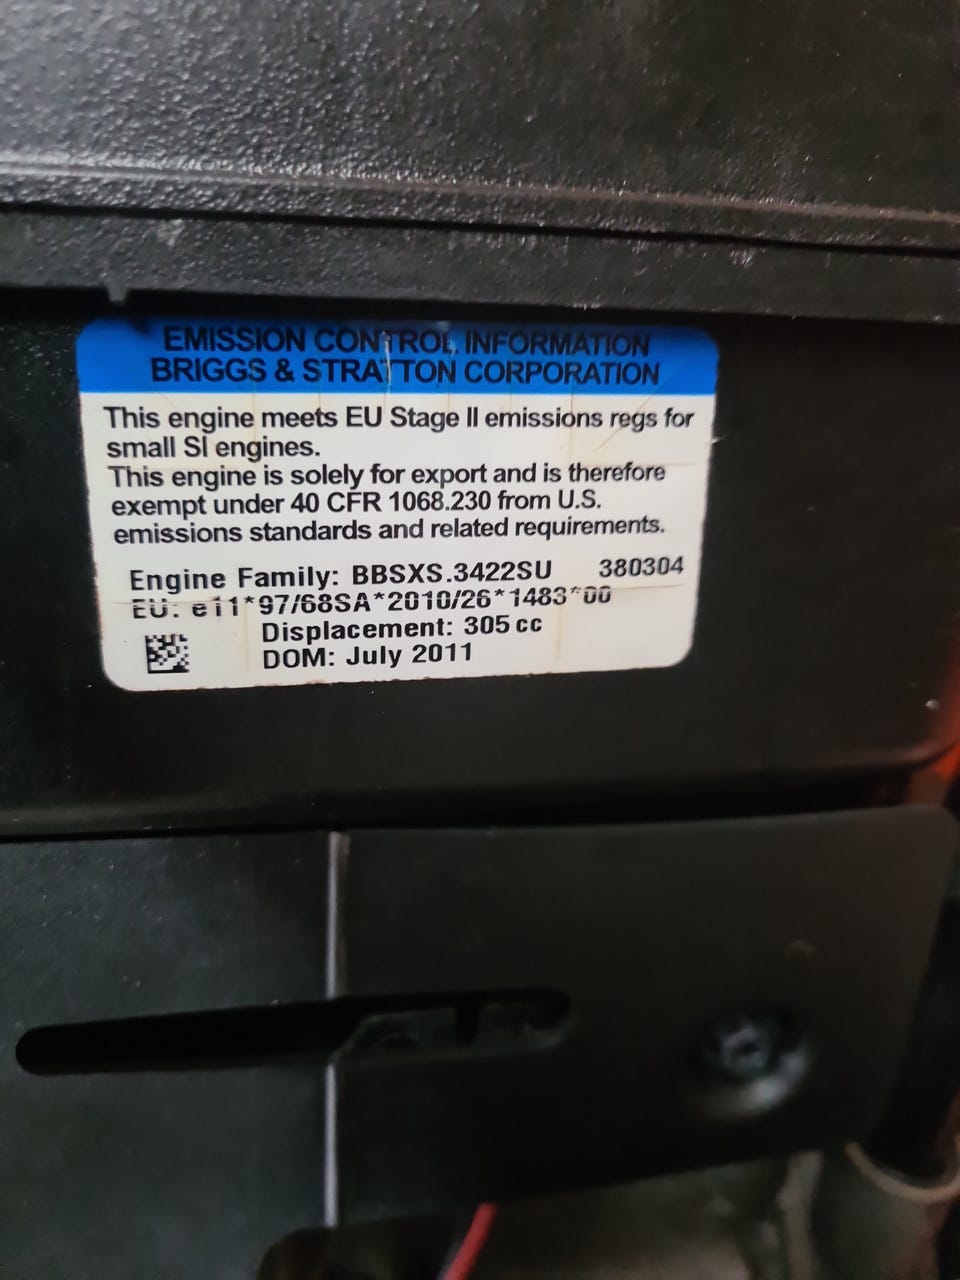 EMISSION CONTROL INFORMATION
BRIGGS & STRATTON CORPORATION
This engine meets EU Stage II emissions regs for
small SI engines.
This engine is solely for export and is therefore
exempt under 40 CFR 1068.230 from U.S.
emissions standards and related requirements.
Engine Family: BBSXS.3422SU 380304
EU: e11*97/68SA*2010/26*1483*00
Displacement: 305 cc
DOM: July 2011